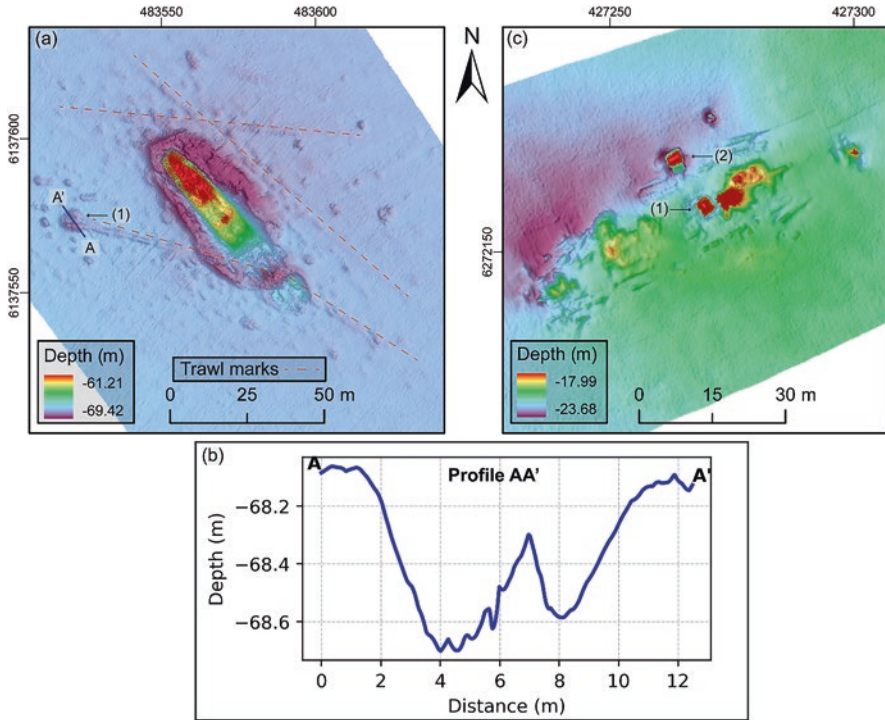 483550 483600
(a)
6137600
6137550
A'
(1)
A
Depth (m)
-61.21
-69.42
Trawl marks
0 25 50 m
N
427250 427300
(c)
6272150
(2)
(1)
Depth (m)
-17.99
-23.68
0 15 30 m
(b)
A Profile AA’ A'
Depth (m)
−68.2
−68.4
−68.6
0 2 4 6 8 10 12
Distance (m)